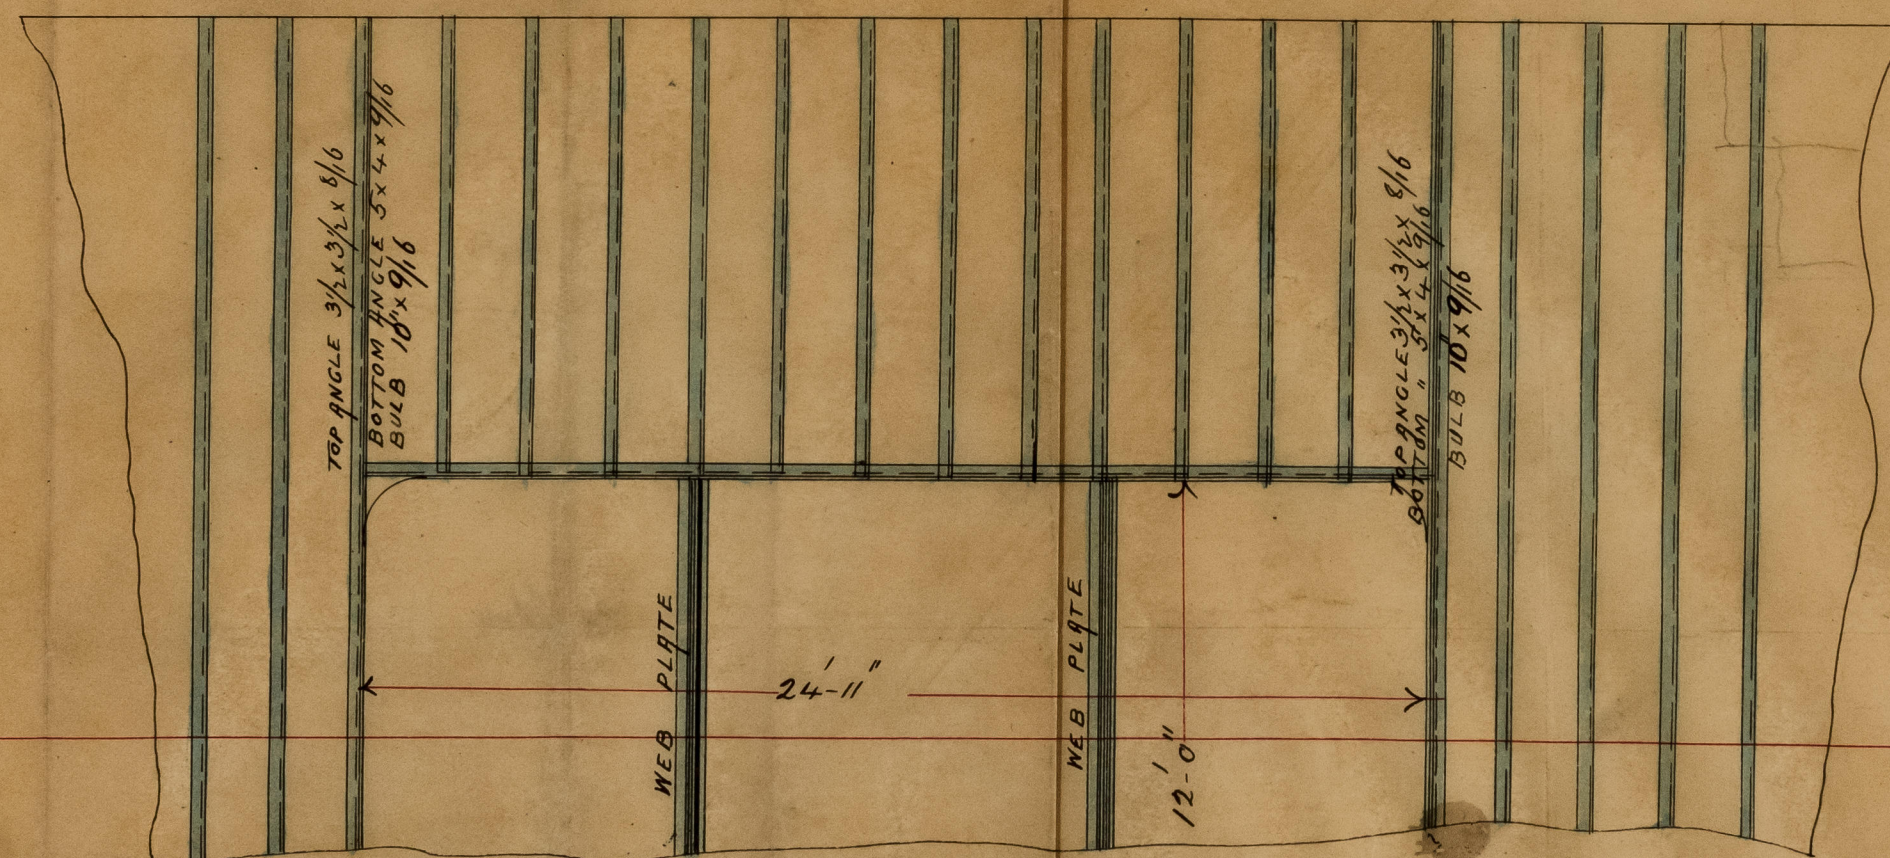 TOP ANGLE 3½ x 3½ x 8/16
BOTTOM ANGLE 5 x 4 x 9/16
BULB 10" x 9/16
TOP ANGLE 3½ x 3½ x 8/16
BOTTOM " 5 x 4 x 9/16
BULB 10" x 9/16
WEB PLATE
24'-11"
WEB PLATE
12'-0"